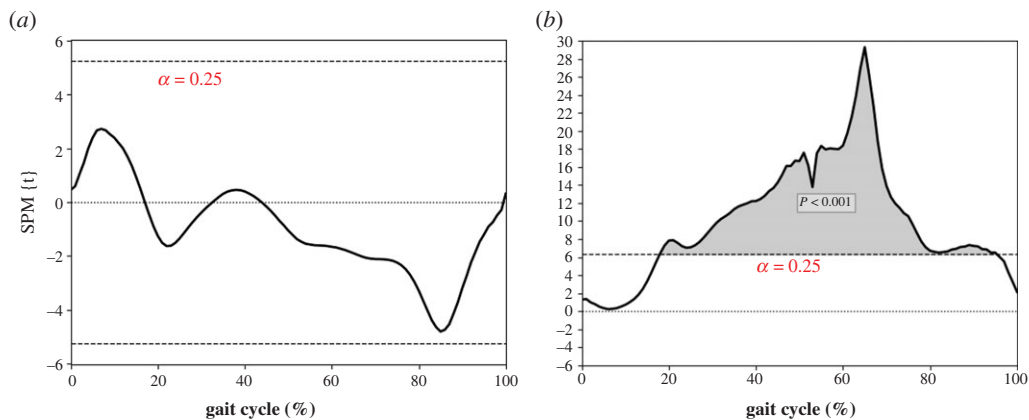 (a)
6
4
2
0
–2
–4
–6
SPM {t}
α = 0.25
0 20 40 60 80 100
gait cycle (%)
(b)
30
28
26
24
22
20
18
16
14
12
10
8
6
4
2
0
–2
–4
–6
P < 0.001
α = 0.25
0 20 40 60 80 100
gait cycle (%)